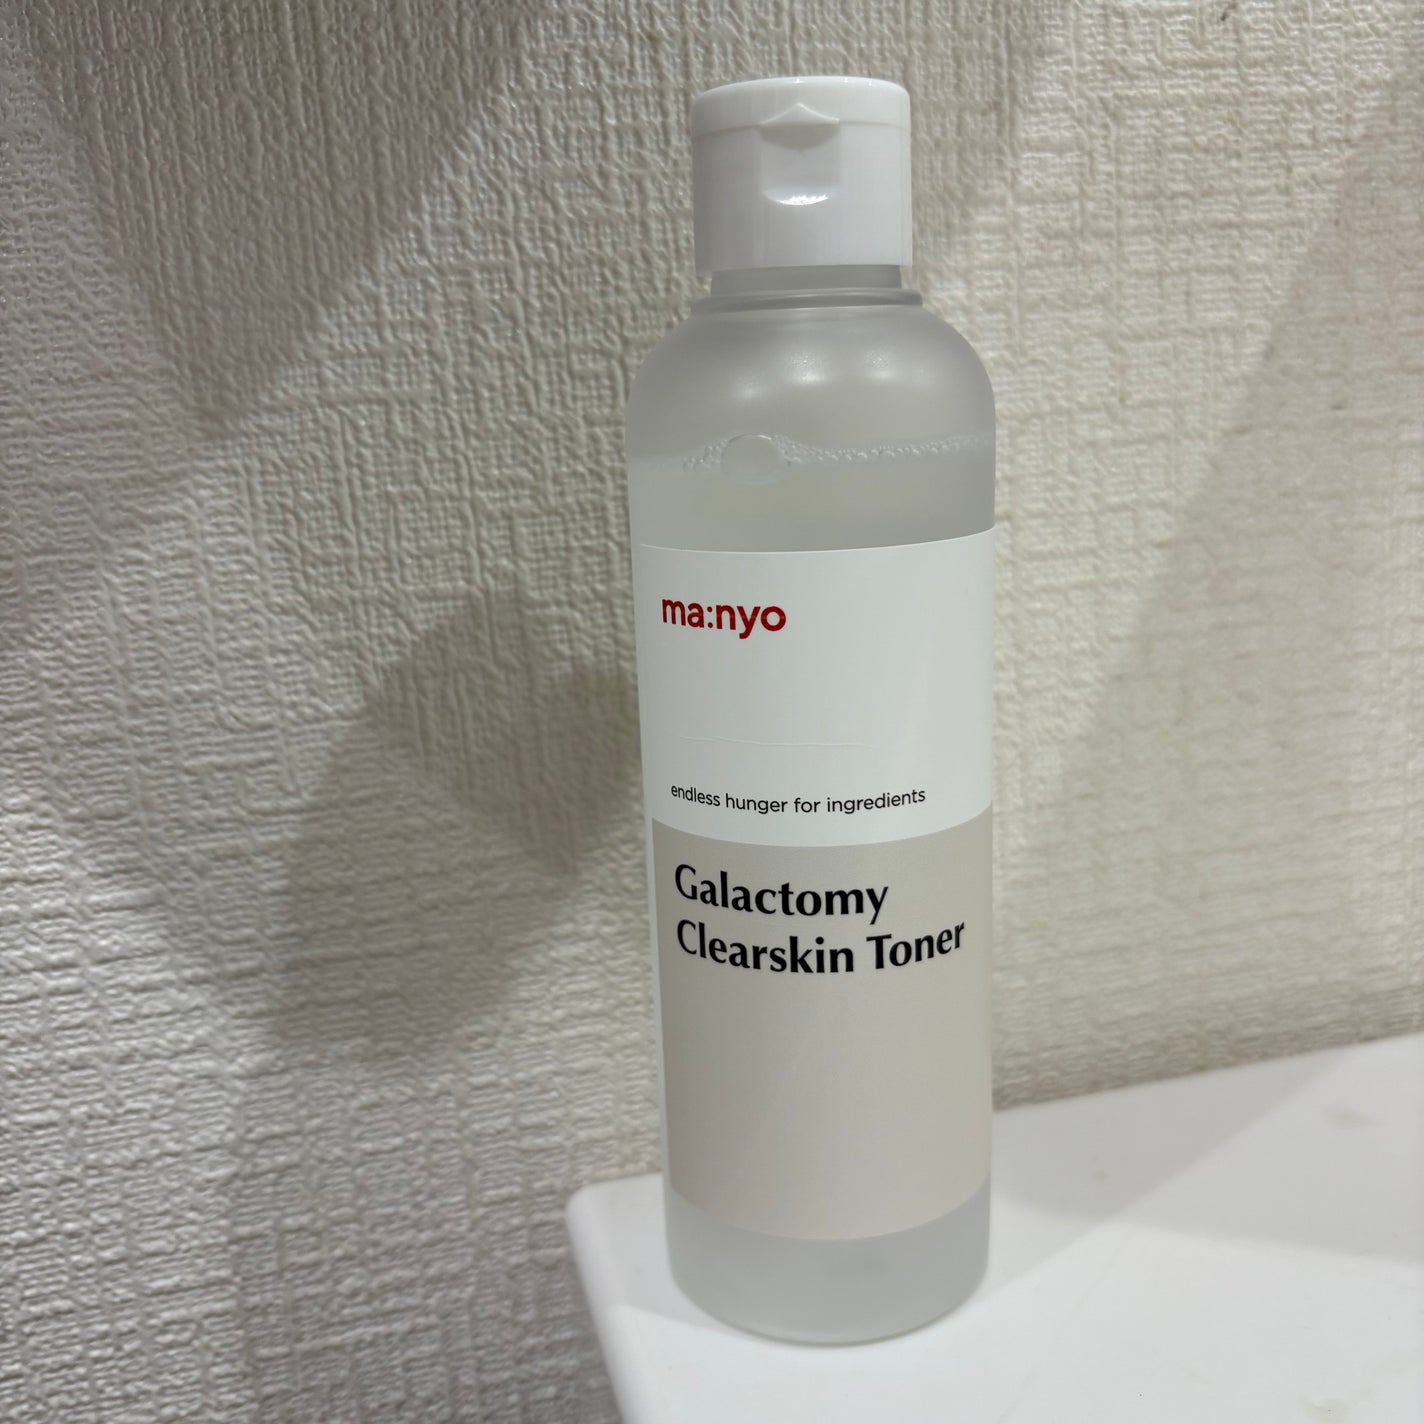 ma:nyo
endless hunger for ingredients
Galactomy
Clearskin Toner